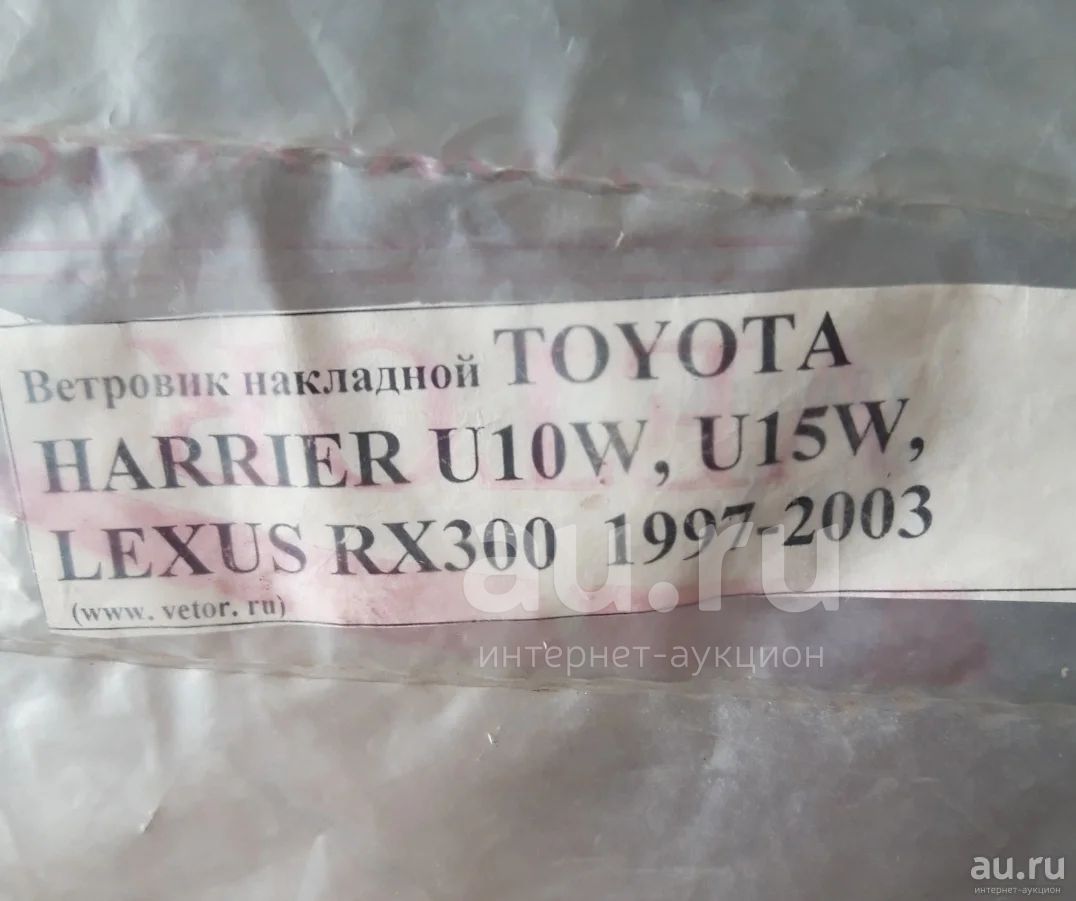 Ветровик накладной TOYOTA
HARRIER U10W, U15W,
LEXUS RX300 1997-2003
(www. vetor. ru)
au.ru
интернет-аукцион
au.ru
интернет-аукцион